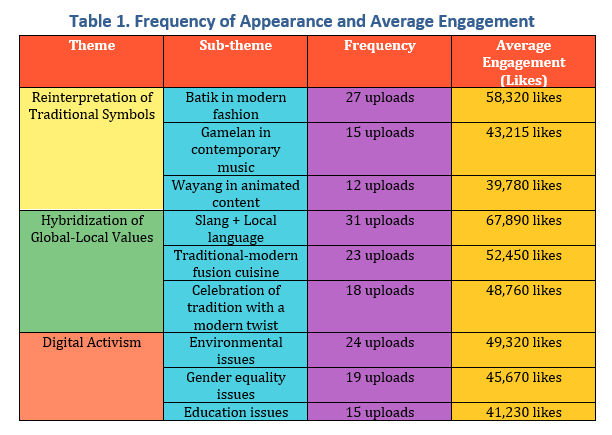 Table 1. Frequency of Appearance and Average Engagement
Theme Sub-theme Frequency Average
Engagement
(Likes)
Reinterpretation of Batik in modern 27 uploads 58,320 likes
Traditional Symbols fashion
Gamelan in 15 uploads 43,215 likes
contemporary
music
Wayang in animated 12 uploads 39,780 likes
content
Hybridization of Slang + Local 31 uploads 67,890 likes
Global-Local Values language
Traditional-modern 23 uploads 52,450 likes
fusion cuisine
Celebration of 18 uploads 48,760 likes
tradition with a
modern twist
Digital Activism Environmental 24 uploads 49,320 likes
issues
Gender equality 19 uploads 45,670 likes
issues
Education issues 15 uploads 41,230 likes